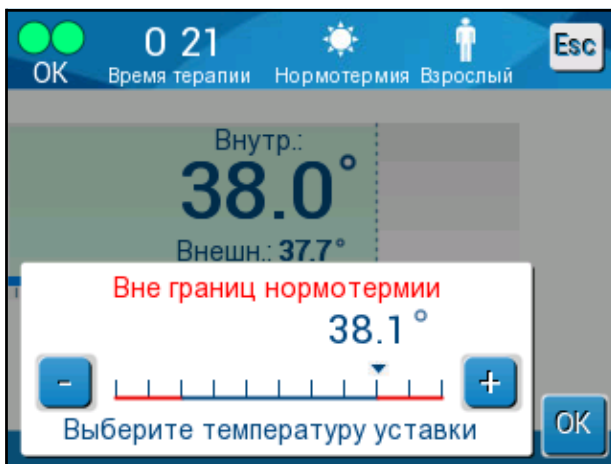 0 21
Esc
OK
Время терапии
Нормотермия
Взрослый
Внутр.:
38.0°
Внешн.: 37.7°
Вне границ нормотермии
38.1°
-
+
Выберите температуру уставки
OK